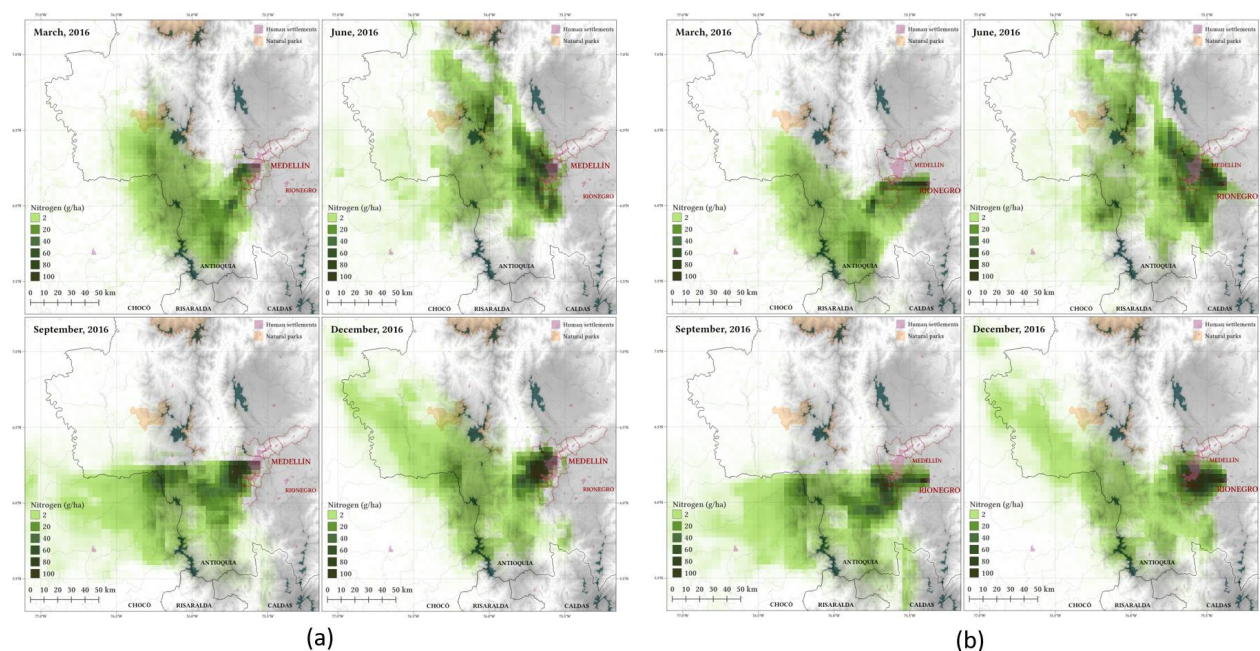 March, 2016
Human settlements
Natural parks
MEDELLÍN
RIONEGRO
Nitrogen (g/ha)
2
20
40
60
80
100
0 10 20 30 40 50 km
ANTIOQUIA
CHOCÓ RISARALDA CALDAS
June, 2016
Human settlements
Natural parks
MEDELLÍN
RIONEGRO
Nitrogen (g/ha)
2
20
40
60
80
100
0 10 20 30 40 50 km
ANTIOQUIA
CHOCÓ RISARALDA CALDAS
September, 2016
Human settlements
Natural parks
MEDELLÍN
RIONEGRO
Nitrogen (g/ha)
2
20
40
60
80
100
0 10 20 30 40 50 km
ANTIOQUIA
CHOCÓ RISARALDA CALDAS
December, 2016
Human settlements
Natural parks
MEDELLÍN
RIONEGRO
Nitrogen (g/ha)
2
20
40
60
80
100
0 10 20 30 40 50 km
ANTIOQUIA
CHOCÓ RISARALDA CALDAS
(a)
March, 2016
Human settlements
Natural parks
MEDELLÍN
RIONEGRO
Nitrogen (g/ha)
2
20
40
60
80
100
0 10 20 30 40 50 km
ANTIOQUIA
CHOCÓ RISARALDA CALDAS
June, 2016
Human settlements
Natural parks
MEDELLÍN
RIONEGRO
Nitrogen (g/ha)
2
20
40
60
80
100
0 10 20 30 40 50 km
ANTIOQUIA
CHOCÓ RISARALDA CALDAS
September, 2016
Human settlements
Natural parks
MEDELLÍN
RIONEGRO
Nitrogen (g/ha)
2
20
40
60
80
100
0 10 20 30 40 50 km
ANTIOQUIA
CHOCÓ RISARALDA CALDAS
December, 2016
Human settlements
Natural parks
MEDELLÍN
RIONEGRO
Nitrogen (g/ha)
2
20
40
60
80
100
0 10 20 30 40 50 km
ANTIOQUIA
CHOCÓ RISARALDA CALDAS
(b)